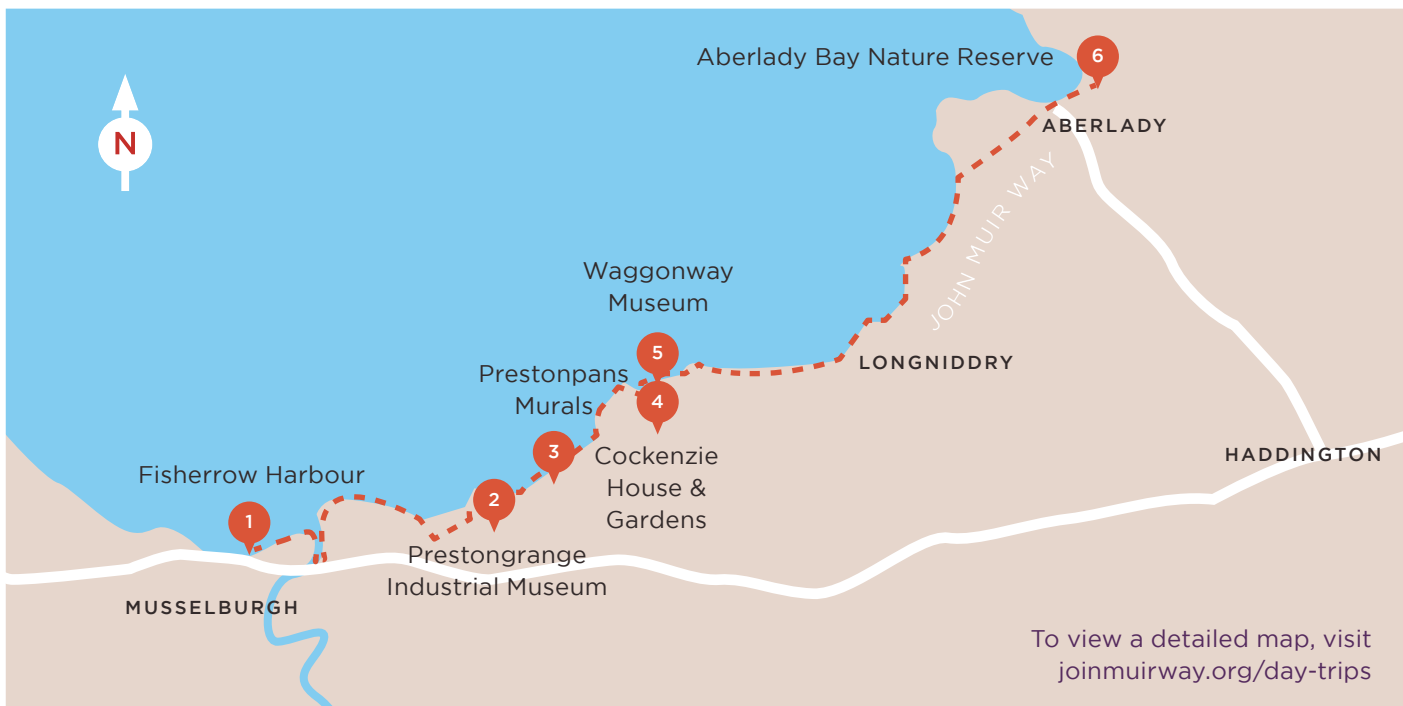 Aberlady Bay Nature Reserve
6
N
ABERLADY
JOHN MUIR WAY
Waggonway
Museum
5
LONGNIDDRY
Prestonpans
Murals
4
3
Cockenzie
House &
Gardens
HADDINGTON
Fisherrow Harbour
2
1
Prestongrange
Industrial Museum
MUSSELBURGH
To view a detailed map, visit
joinmuirway.org/day-trips